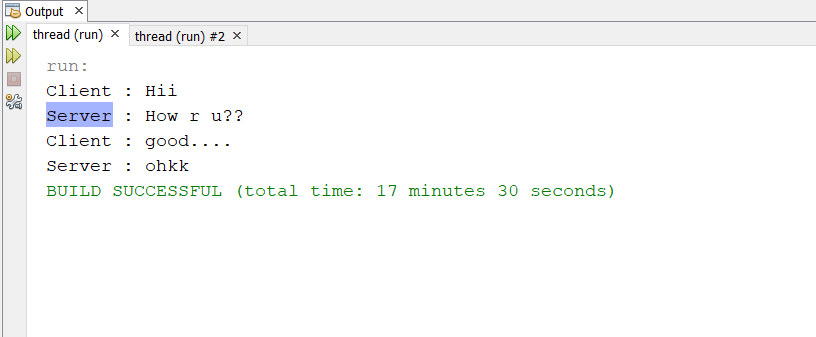 Output ×
thread (run) × thread (run) #2 ×
run:
Client : Hii
Server : How r u??
Client : good....
Server : ohkk
BUILD SUCCESSFUL (total time: 17 minutes 30 seconds)